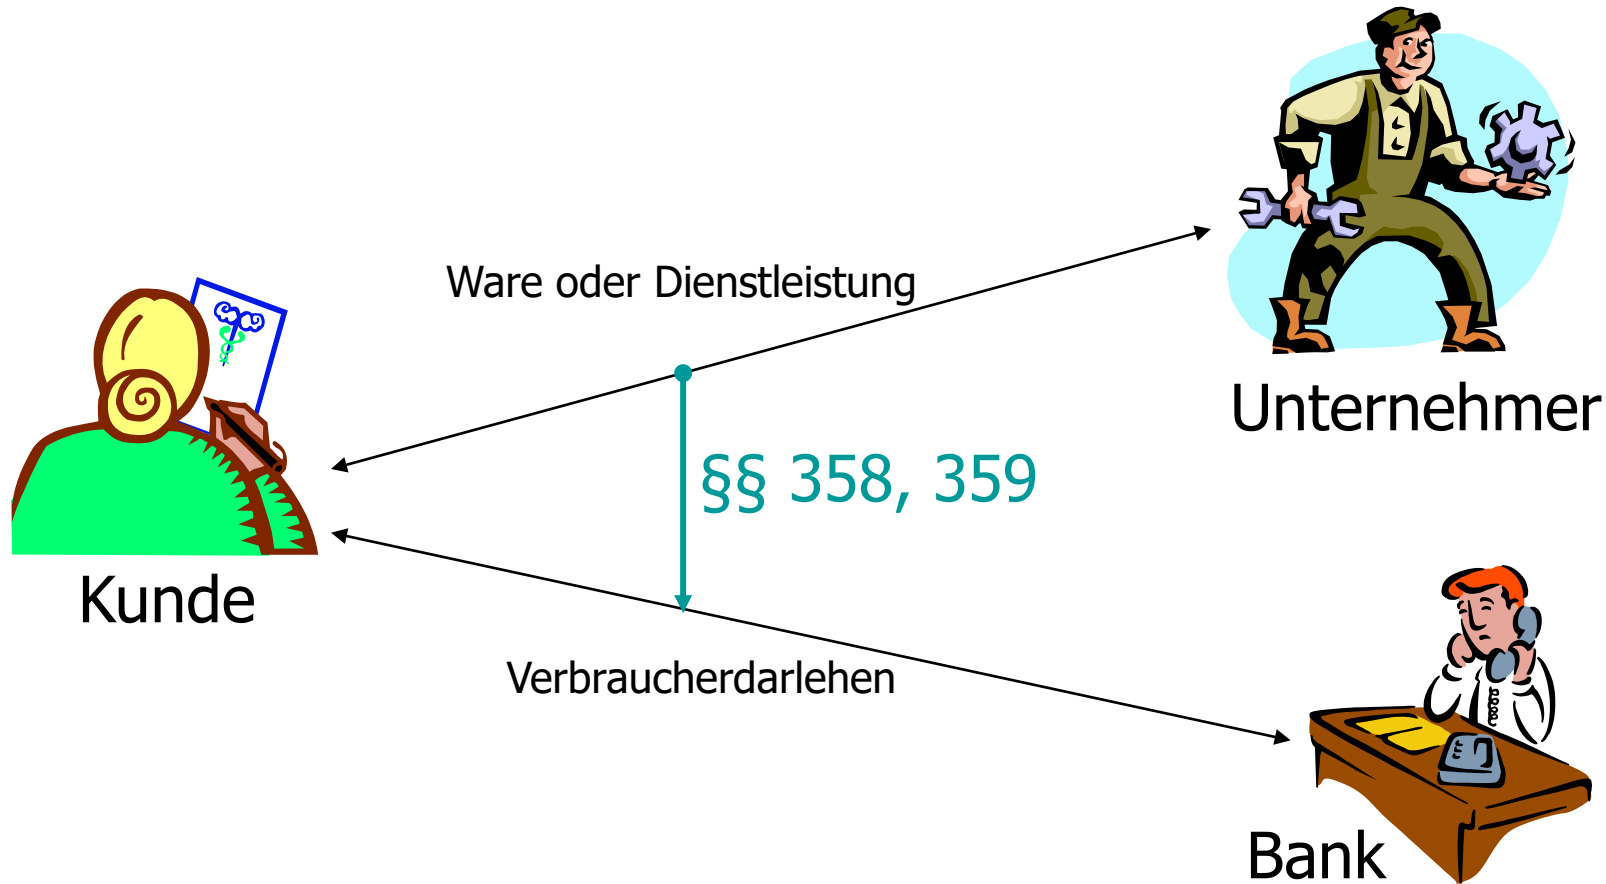 Ware oder Dienstleistung
Unternehmer
§§ 358, 359
Kunde
Verbraucherdarlehen
Bank